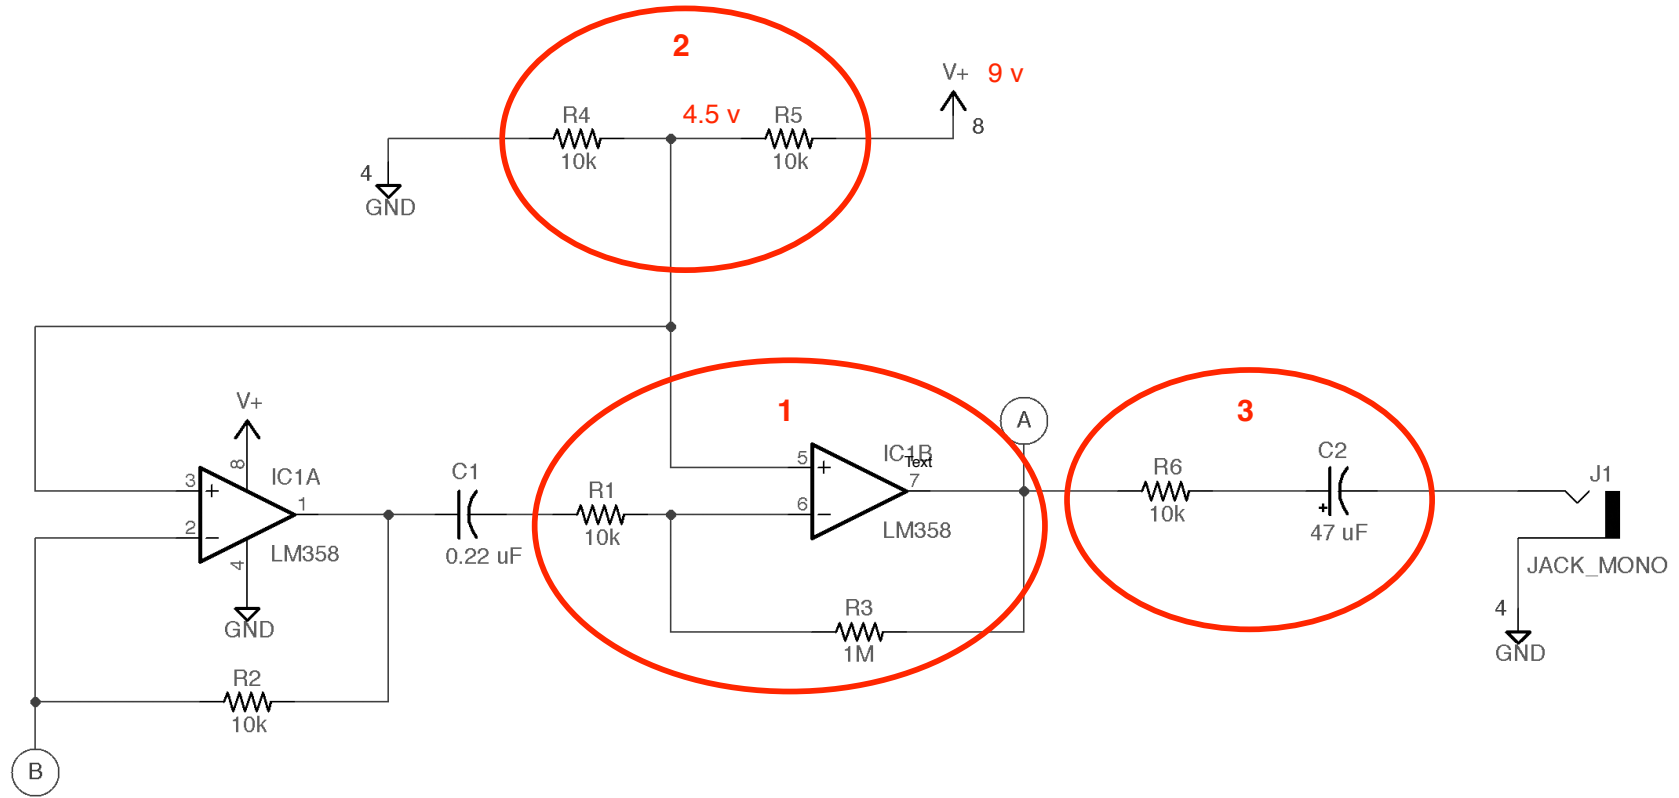 2
V+ 9 v
R4
4.5 v
R5
8
10k
10k
4
GND
1
3
A
V+
IC1B
Text
C2
5
+
7
R6
J1
8
IC1A
C1
R1
3
+
1
6
−
LM358
10k
+
47 uF
2
−
LM358
0.22 uF
10k
JACK_MONO
4
R3
4
GND
1M
GND
R2
10k
B